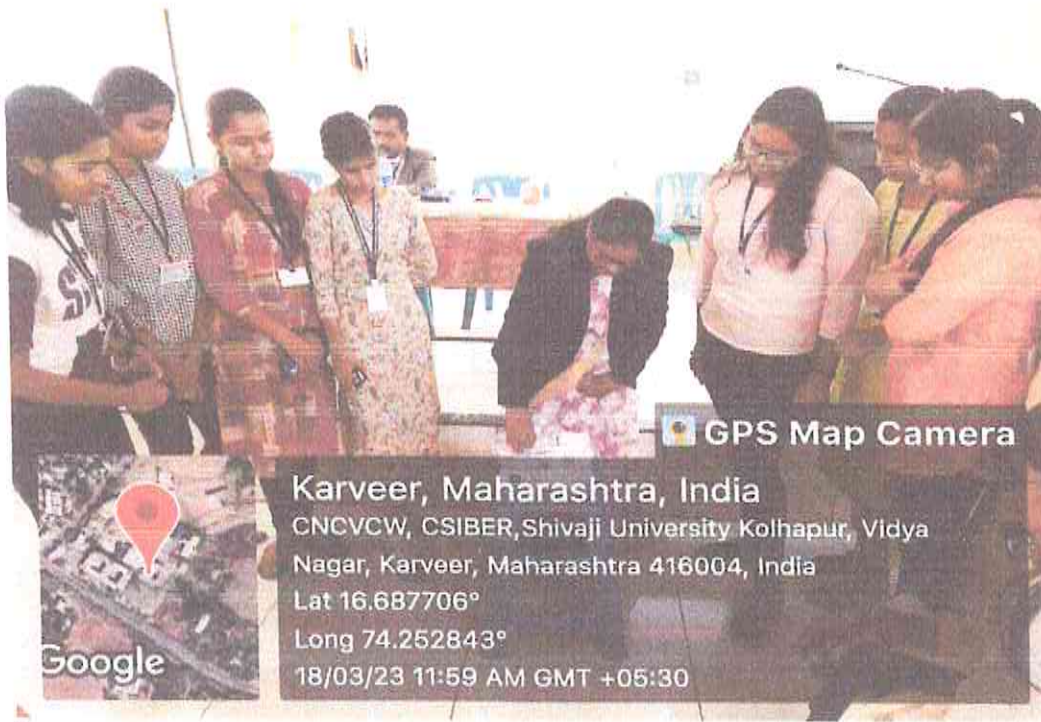 GPS Map Camera
Karveer, Maharashtra, India
CNCVCW, CSIBER,Shivaji University Kolhapur, Vidya
Nagar, Karveer, Maharashtra 416004, India
Lat 16.687706°
Long 74.252843°
18/03/23 11:59 AM GMT +05:30
Google